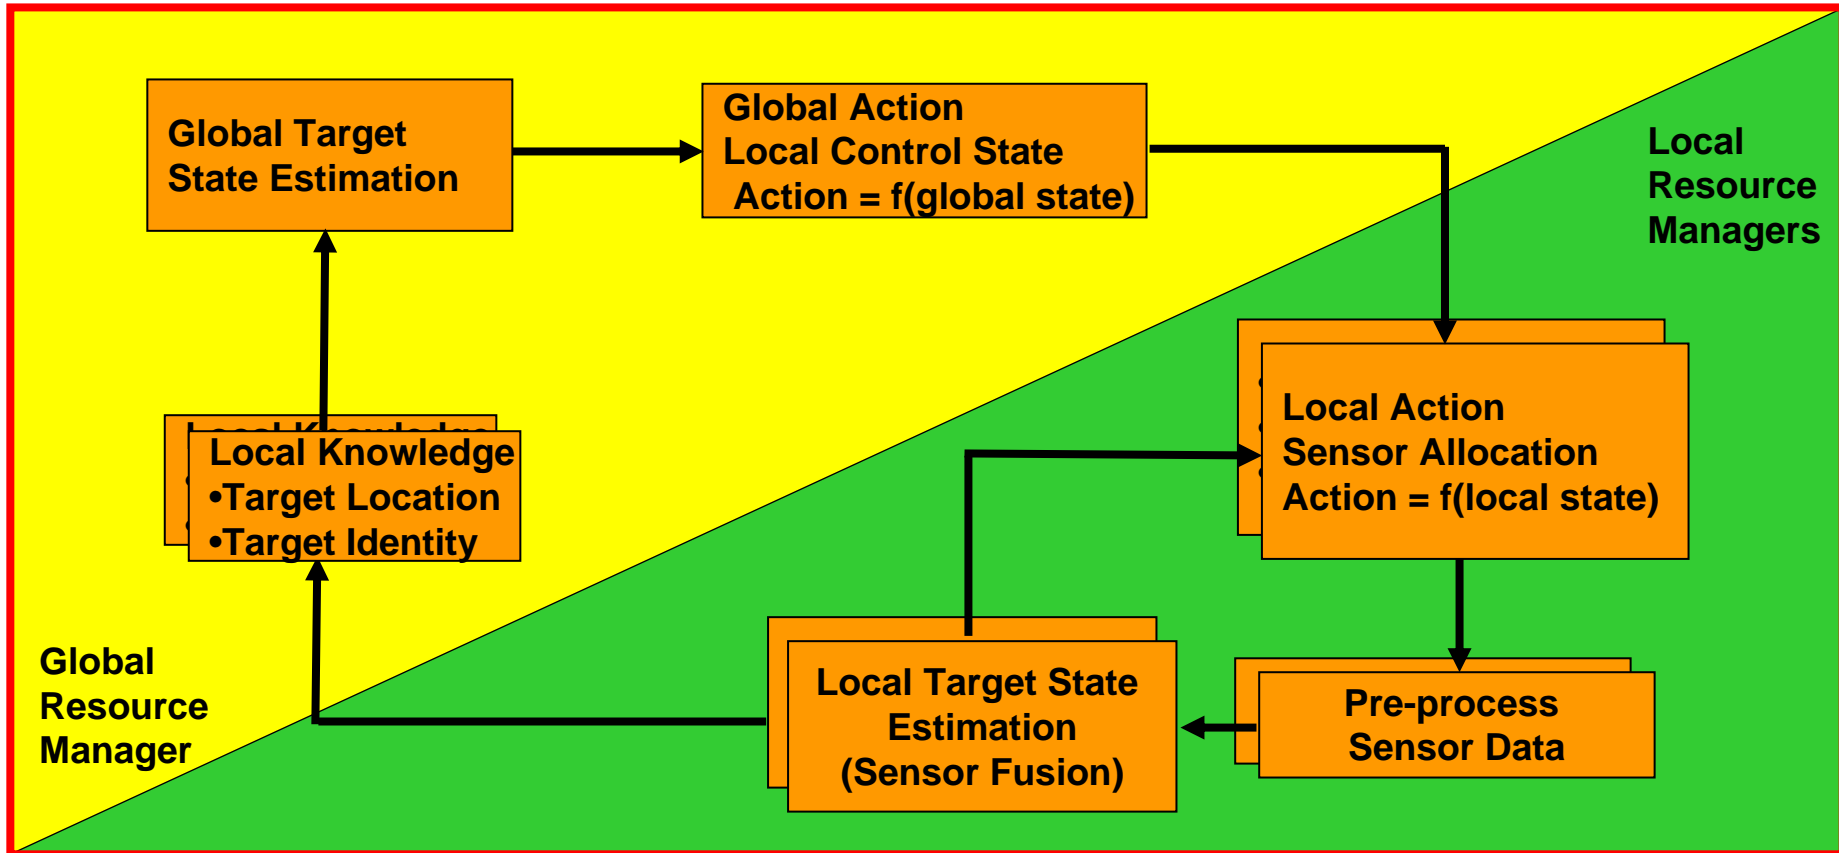 Global Target
State Estimation
Global Action
Local Control State
Action = f(global state)
Local
Resource
Managers
Local Knowledge
Local Knowledge
•Target Location
•Target Identity
Local Action
Sensor Allocation
Action = f(local state)
Global
Resource
Manager
Local Target State
Estimation
(Sensor Fusion)
Pre-process
Sensor Data